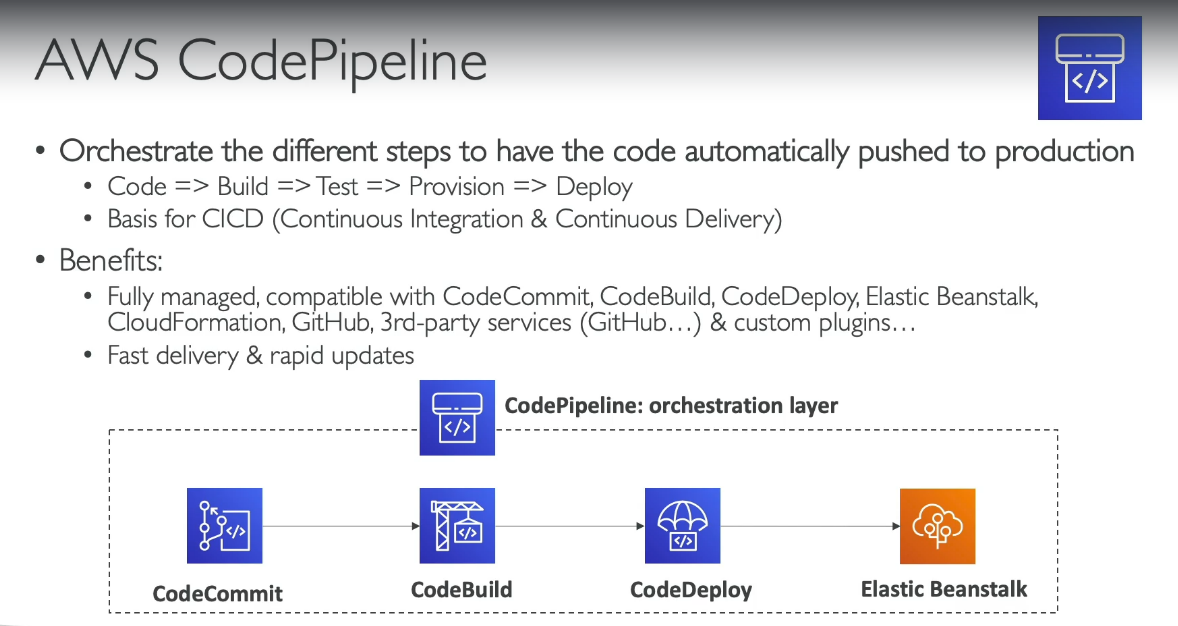 AWS CodePipeline
</>
• Orchestrate the different steps to have the code automatically pushed to production
• Code => Build => Test => Provision => Deploy
• Basis for CICD (Continuous Integration & Continuous Delivery)
• Benefits:
• Fully managed, compatible with CodeCommit, CodeBuild, CodeDeploy, Elastic Beanstalk,
CloudFormation, GitHub, 3rd-party services (GitHub…) & custom plugins…
• Fast delivery & rapid updates
</>
CodePipeline: orchestration layer
</>
</>
</>
CodeCommit
CodeBuild
CodeDeploy
Elastic Beanstalk